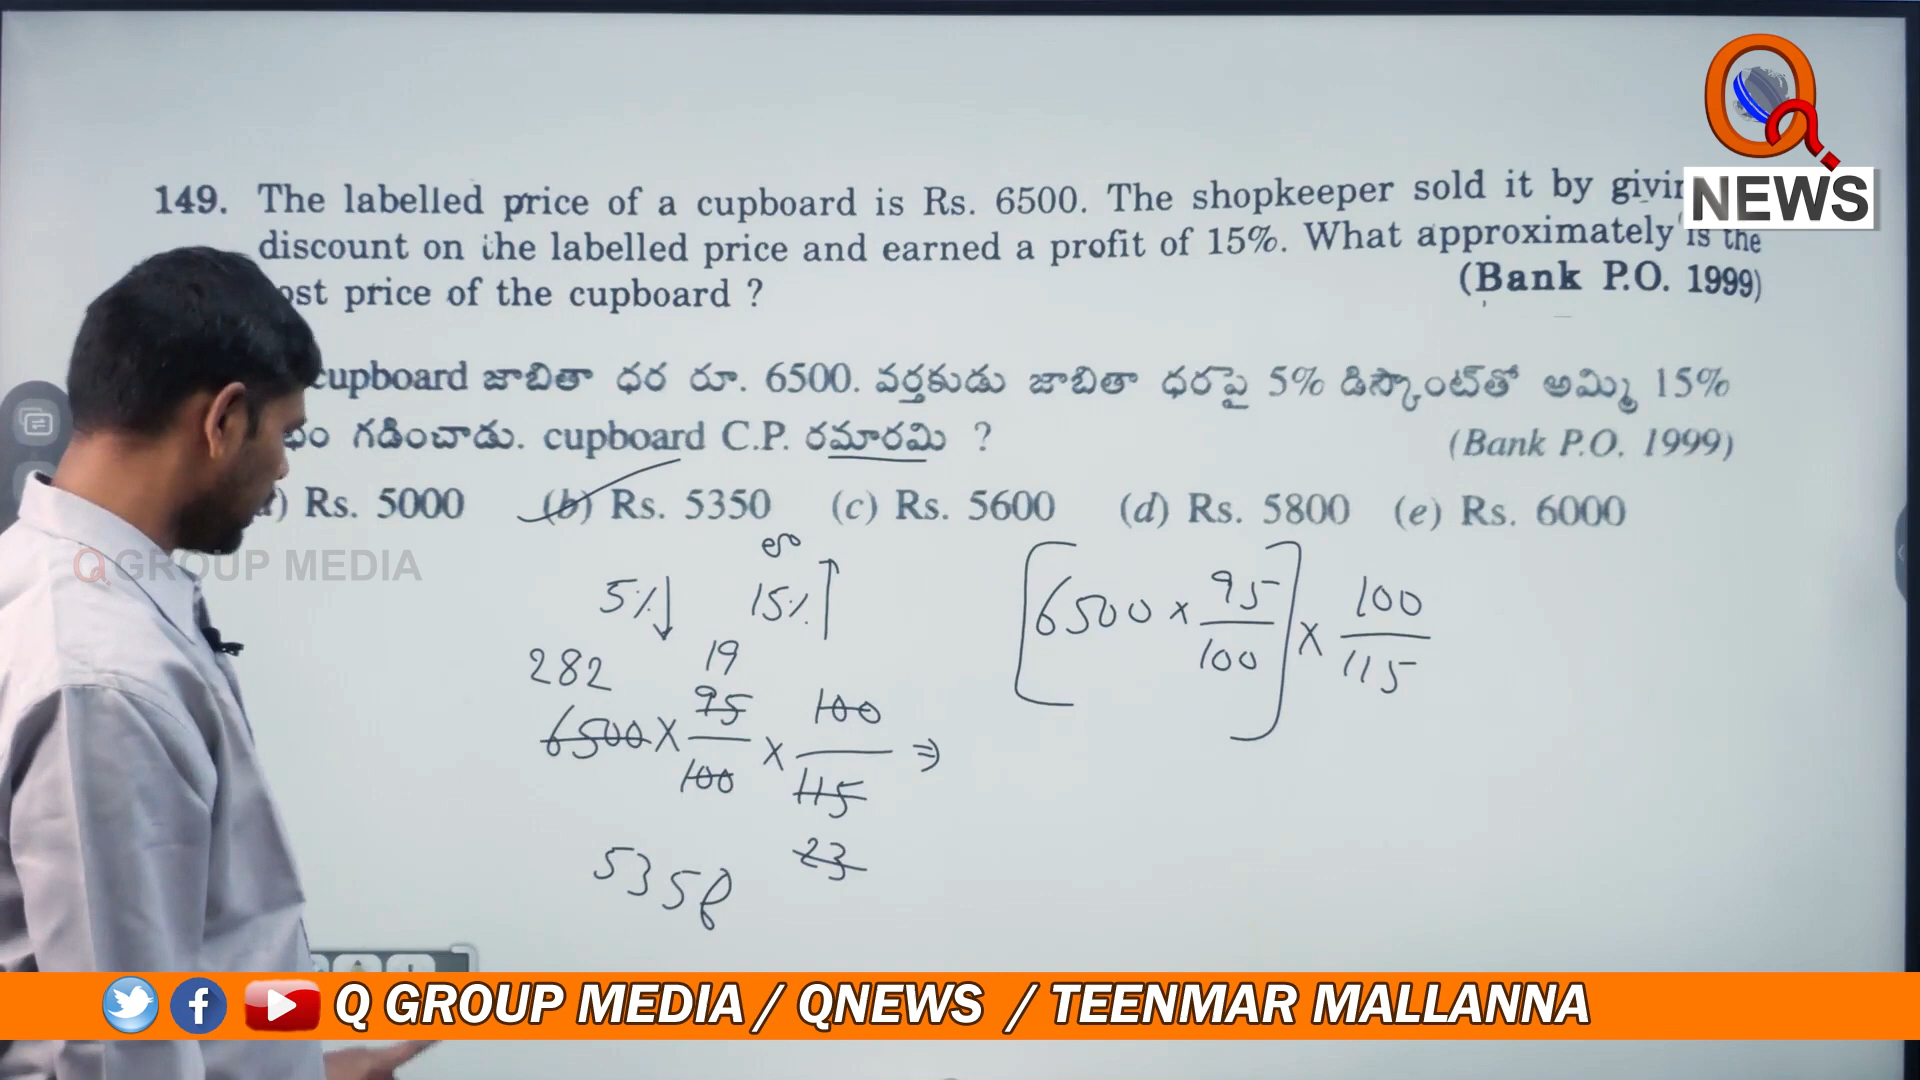 149. The labelled price of a cupboard is Rs. 6500. The shopkeeper sold it by
discount on the labelled price and earned a profit of 15%. What approximately is the
price of the cupboard ?
(Bank P.O. 1999)
cupboard జాబితా ధర రూ. 6500. వర్తకుడు జాబితా ధరపై 5% డిస్కౌంట్‌తో అమ్మి 15%
గడించాడు. cupboard C.P. రమారమి ?
(Bank P.O. 1999)
Rs. 5000 (b) Rs. 5350 (c) Rs. 5600 (d) Rs. 5800 (e) Rs. 6000
5% ↓ 15% ↑
282 19
6500 × 95/100 × 100/115 ⇒
23
5358
[6500 × 95/100] × 100/115
Q NEWS
Q GROUP MEDIA
Q GROUP MEDIA / QNEWS / TEENMAR MALLANNA